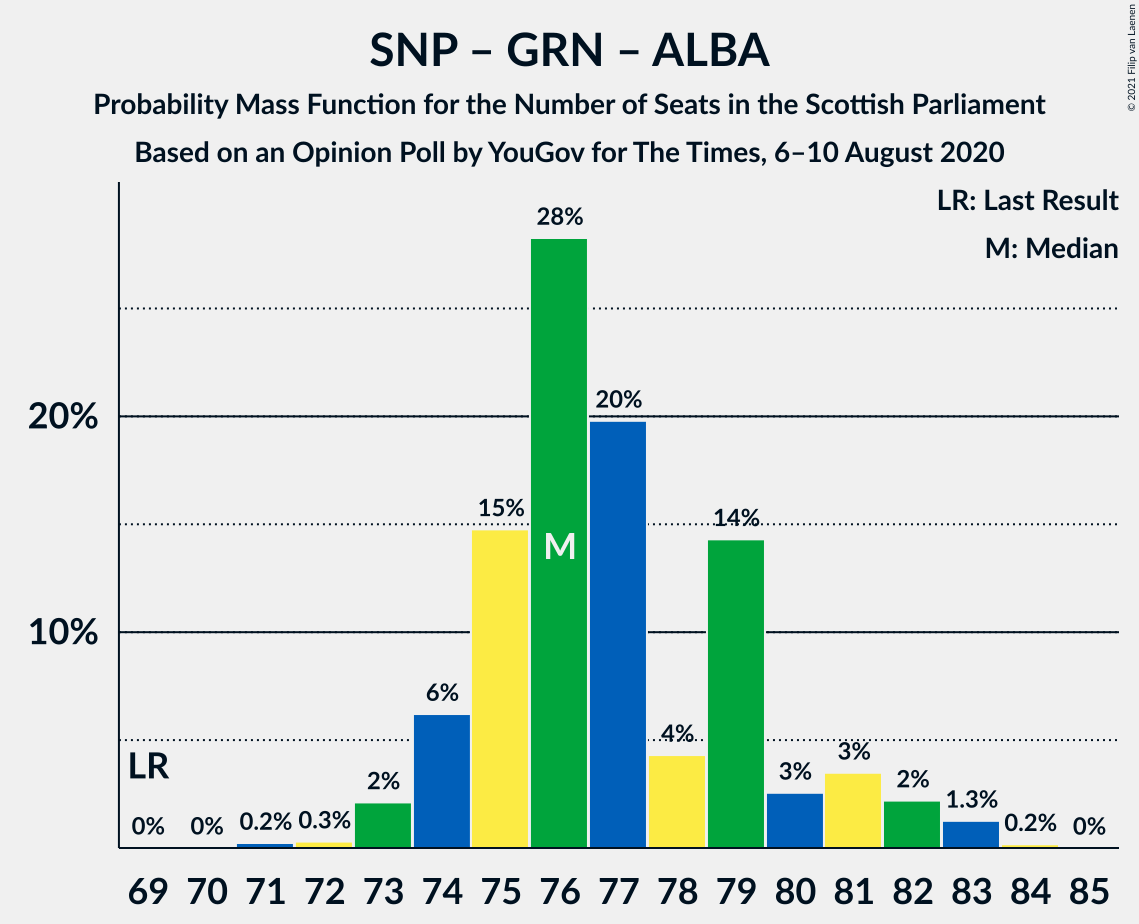 SNP – GRN – ALBA
Probability Mass Function for the Number of Seats in the Scottish Parliament
Based on an Opinion Poll by YouGov for The Times, 6–10 August 2020
© 2021 Filip van Laenen
LR: Last Result
M: Median
20%
10%
LR
M
0% 0% 0.2% 0.3% 2% 6% 15% 28% 20% 4% 14% 3% 3% 2% 1.3% 0.2% 0%
69 70 71 72 73 74 75 76 77 78 79 80 81 82 83 84 85